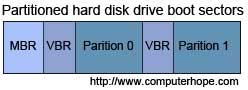 Partitioned hard disk drive boot sectors
MBR VBR Parition 0 VBR Parition 1
http://www.computerhope.com